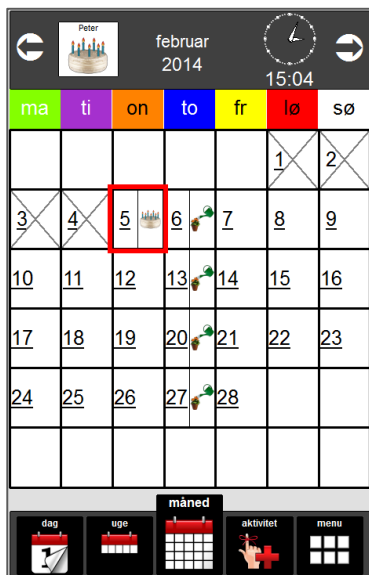 Peter
februar
2014
15:04
ma ti on to fr lø sø
1 2
3 4 5 6 7 8 9
10 11 12 13 14 15 16
17 18 19 20 21 22 23
24 25 26 27 28
måned
dag uge aktivitet menu
1